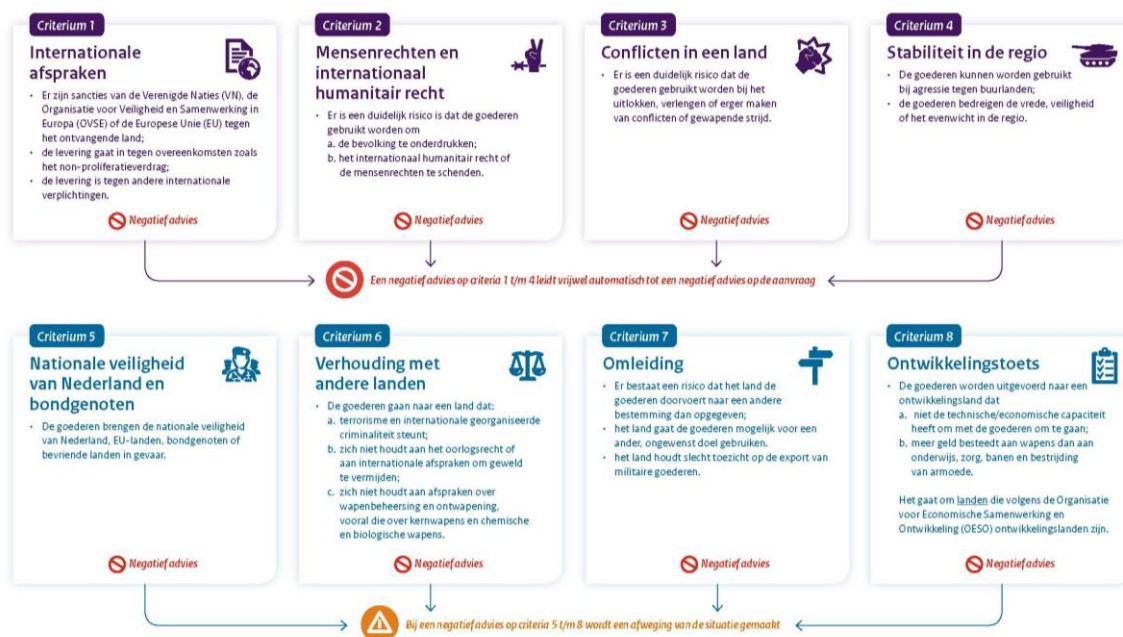 Criterium 1
Internationale
afspraken
• Er zijn sancties van de Verenigde Naties (VN), de
Organisatie voor Veiligheid en Samenwerking in
Europa (OVSE) of de Europese Unie (EU) tegen
het ontvangende land;
• de levering gaat in tegen overeenkomsten zoals
het non-proliferatieverdrag;
• de levering is tegen andere internationale
verplichtingen.
Negatief advies
Criterium 2
Mensenrechten en
internationaal
humanitair recht
• Er is een duidelijk risico is dat de goederen
gebruikt worden om
a. de bevolking te onderdrukken;
b. het internationaal humanitair recht of
de mensenrechten te schenden.
Negatief advies
Criterium 3
Conflicten in een land
• Er is een duidelijk risico dat de
goederen gebruikt worden bij het
uitlokken, verlengen of erger maken
van conflicten of gewapende strijd.
Negatief advies
Criterium 4
Stabiliteit in de regio
• De goederen kunnen worden gebruikt
bij agressie tegen buurlanden;
• de goederen bedreigen de vrede, veiligheid
of het evenwicht in de regio.
Negatief advies
Een negatief advies op criteria 1 t/m 4 leidt vrijwel automatisch tot een negatief advies op de aanvraag
Criterium 5
Nationale veiligheid
van Nederland en
bondgenoten
• De goederen brengen de nationale veiligheid
van Nederland, EU-landen, bondgenoten of
bevriende landen in gevaar.
Negatief advies
Criterium 6
Verhouding met
andere landen
• De goederen gaan naar een land dat:
a. terrorisme en internationale georganiseerde
criminaliteit steunt;
b. zich niet houdt aan het oorlogsrecht of
aan internationale afspraken om geweld
te vermijden;
c. zich niet houdt aan afspraken over
wapenbeheersing en ontwapening,
vooral die over kernwapens en chemische
en biologische wapens.
Negatief advies
Criterium 7
Omleiding
• Er bestaat een risico dat het land de
goederen doorvoert naar een andere
bestemming dan opgegeven;
• het land gaat de goederen mogelijk voor een
ander, ongewenst doel gebruiken.
• het land houdt slecht toezicht op de export van
militaire goederen.
Negatief advies
Criterium 8
Ontwikkelingstoets
• De goederen worden uitgevoerd naar een
ontwikkelingsland dat
a. niet de technische/economische capaciteit
heeft om met de goederen om te gaan;
b. meer geld besteedt aan wapens dan aan
onderwijs, zorg, banen en bestrijding
van armoede.
Het gaat om landen die volgens de Organisatie
voor Economische Samenwerking en
Ontwikkeling (OESO) ontwikkelingslanden zijn.
Negatief advies
Bij een negatief advies op criteria 5 t/m 8 wordt een afweging van de situatie gemaakt